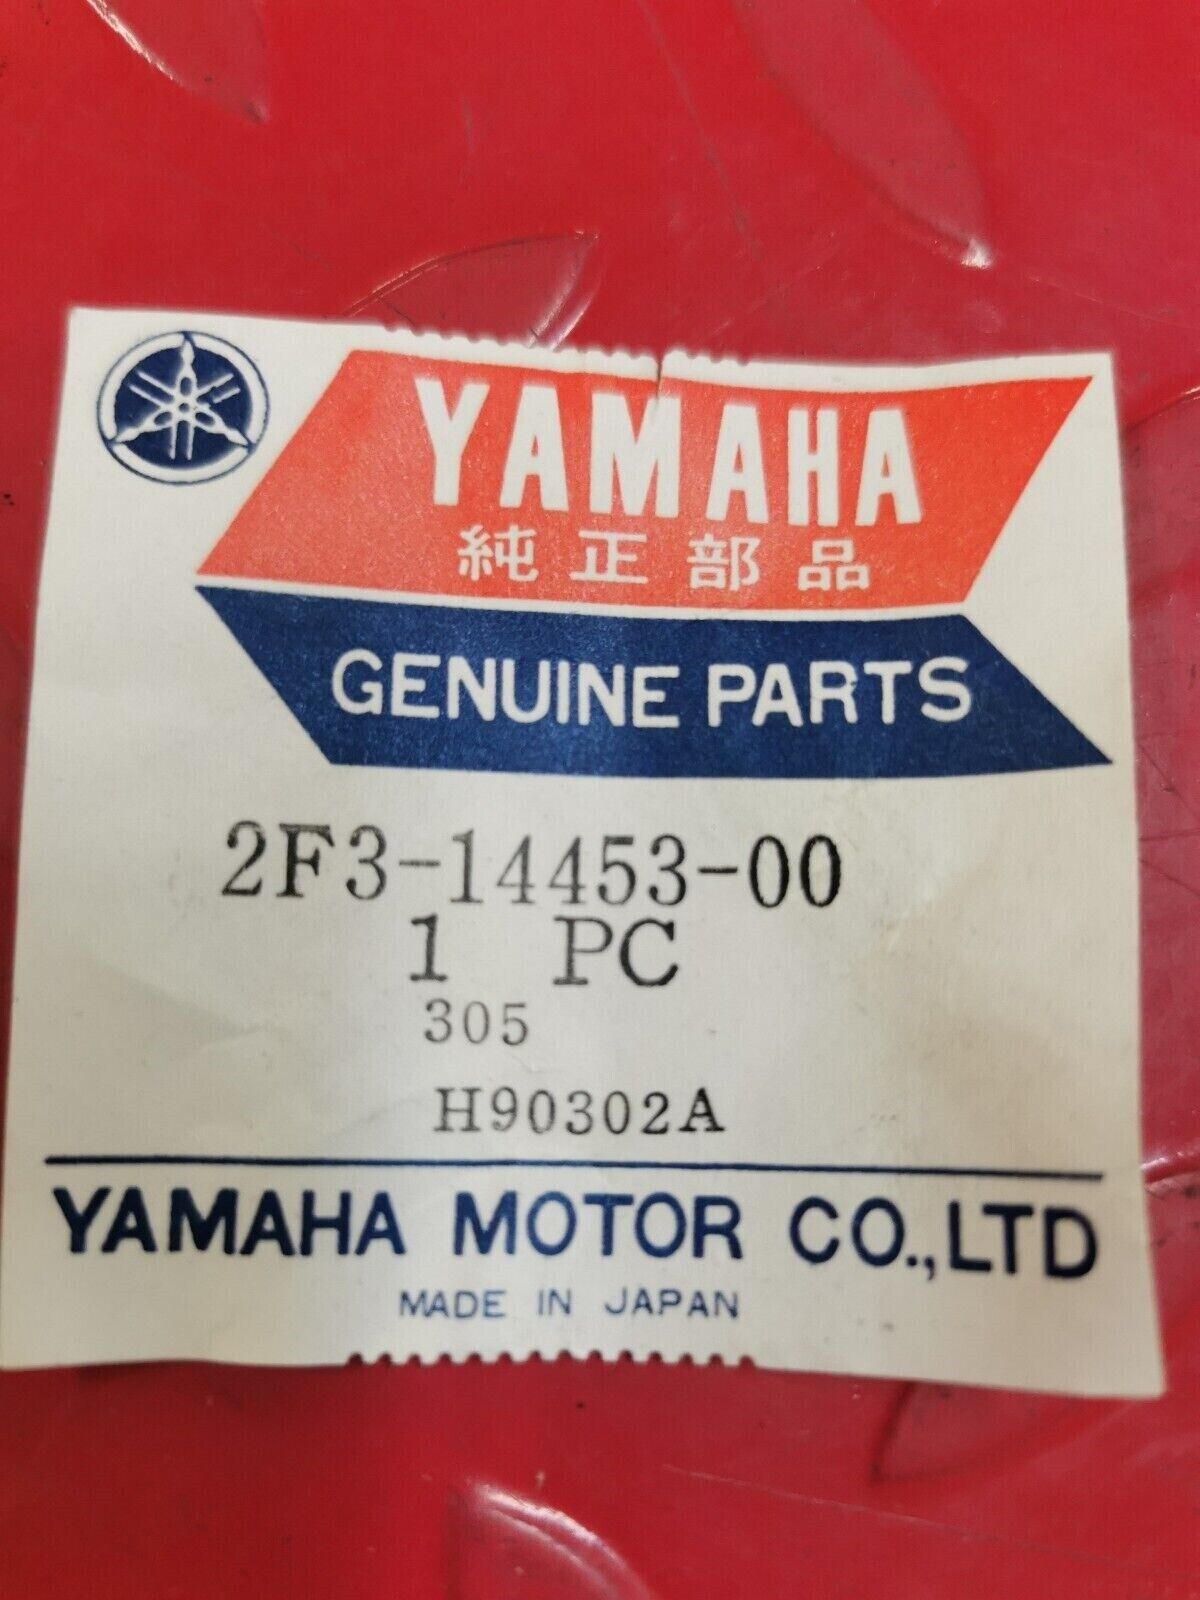 YAMAHA
純正部品
GENUINE PARTS
2F3-14453-00
1 PC
305
H90302A
YAMAHA MOTOR CO.,LTD
MADE IN JAPAN